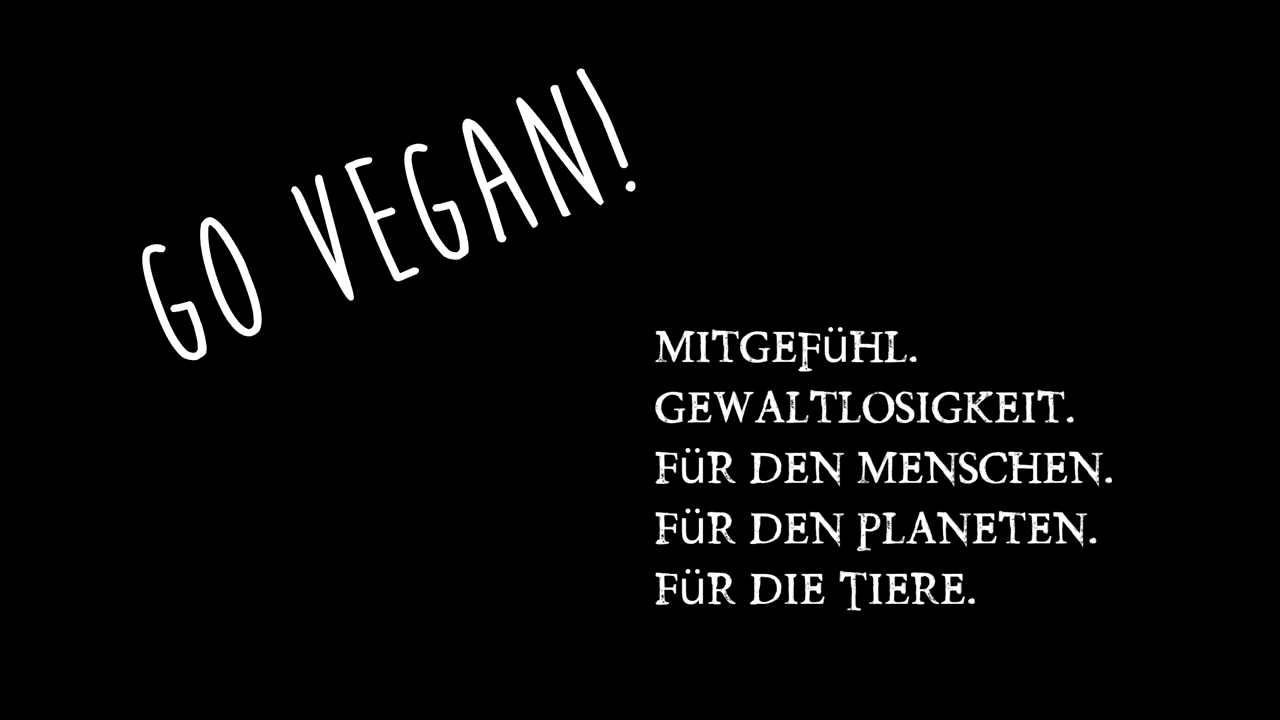 GO VEGAN!
MITGEFÜHL.
GEWALTLOSIGKEIT.
FÜR DEN MENSCHEN.
FÜR DEN PLANETEN.
FÜR DIE TIERE.